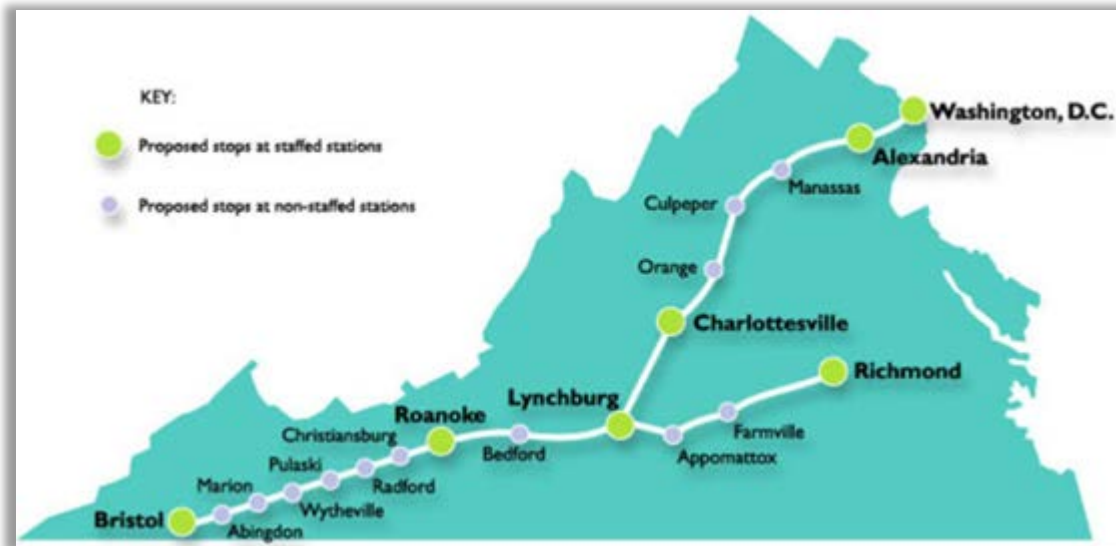 KEY:
Proposed stops at staffed stations
Proposed stops at non-staffed stations
Washington, D.C.
Alexandria
Manassas
Culpeper
Orange
Charlottesville
Richmond
Lynchburg
Farmville
Appomattox
Roanoke
Bedford
Christiansburg
Radford
Pulaski
Wytheville
Marion
Abingdon
Bristol